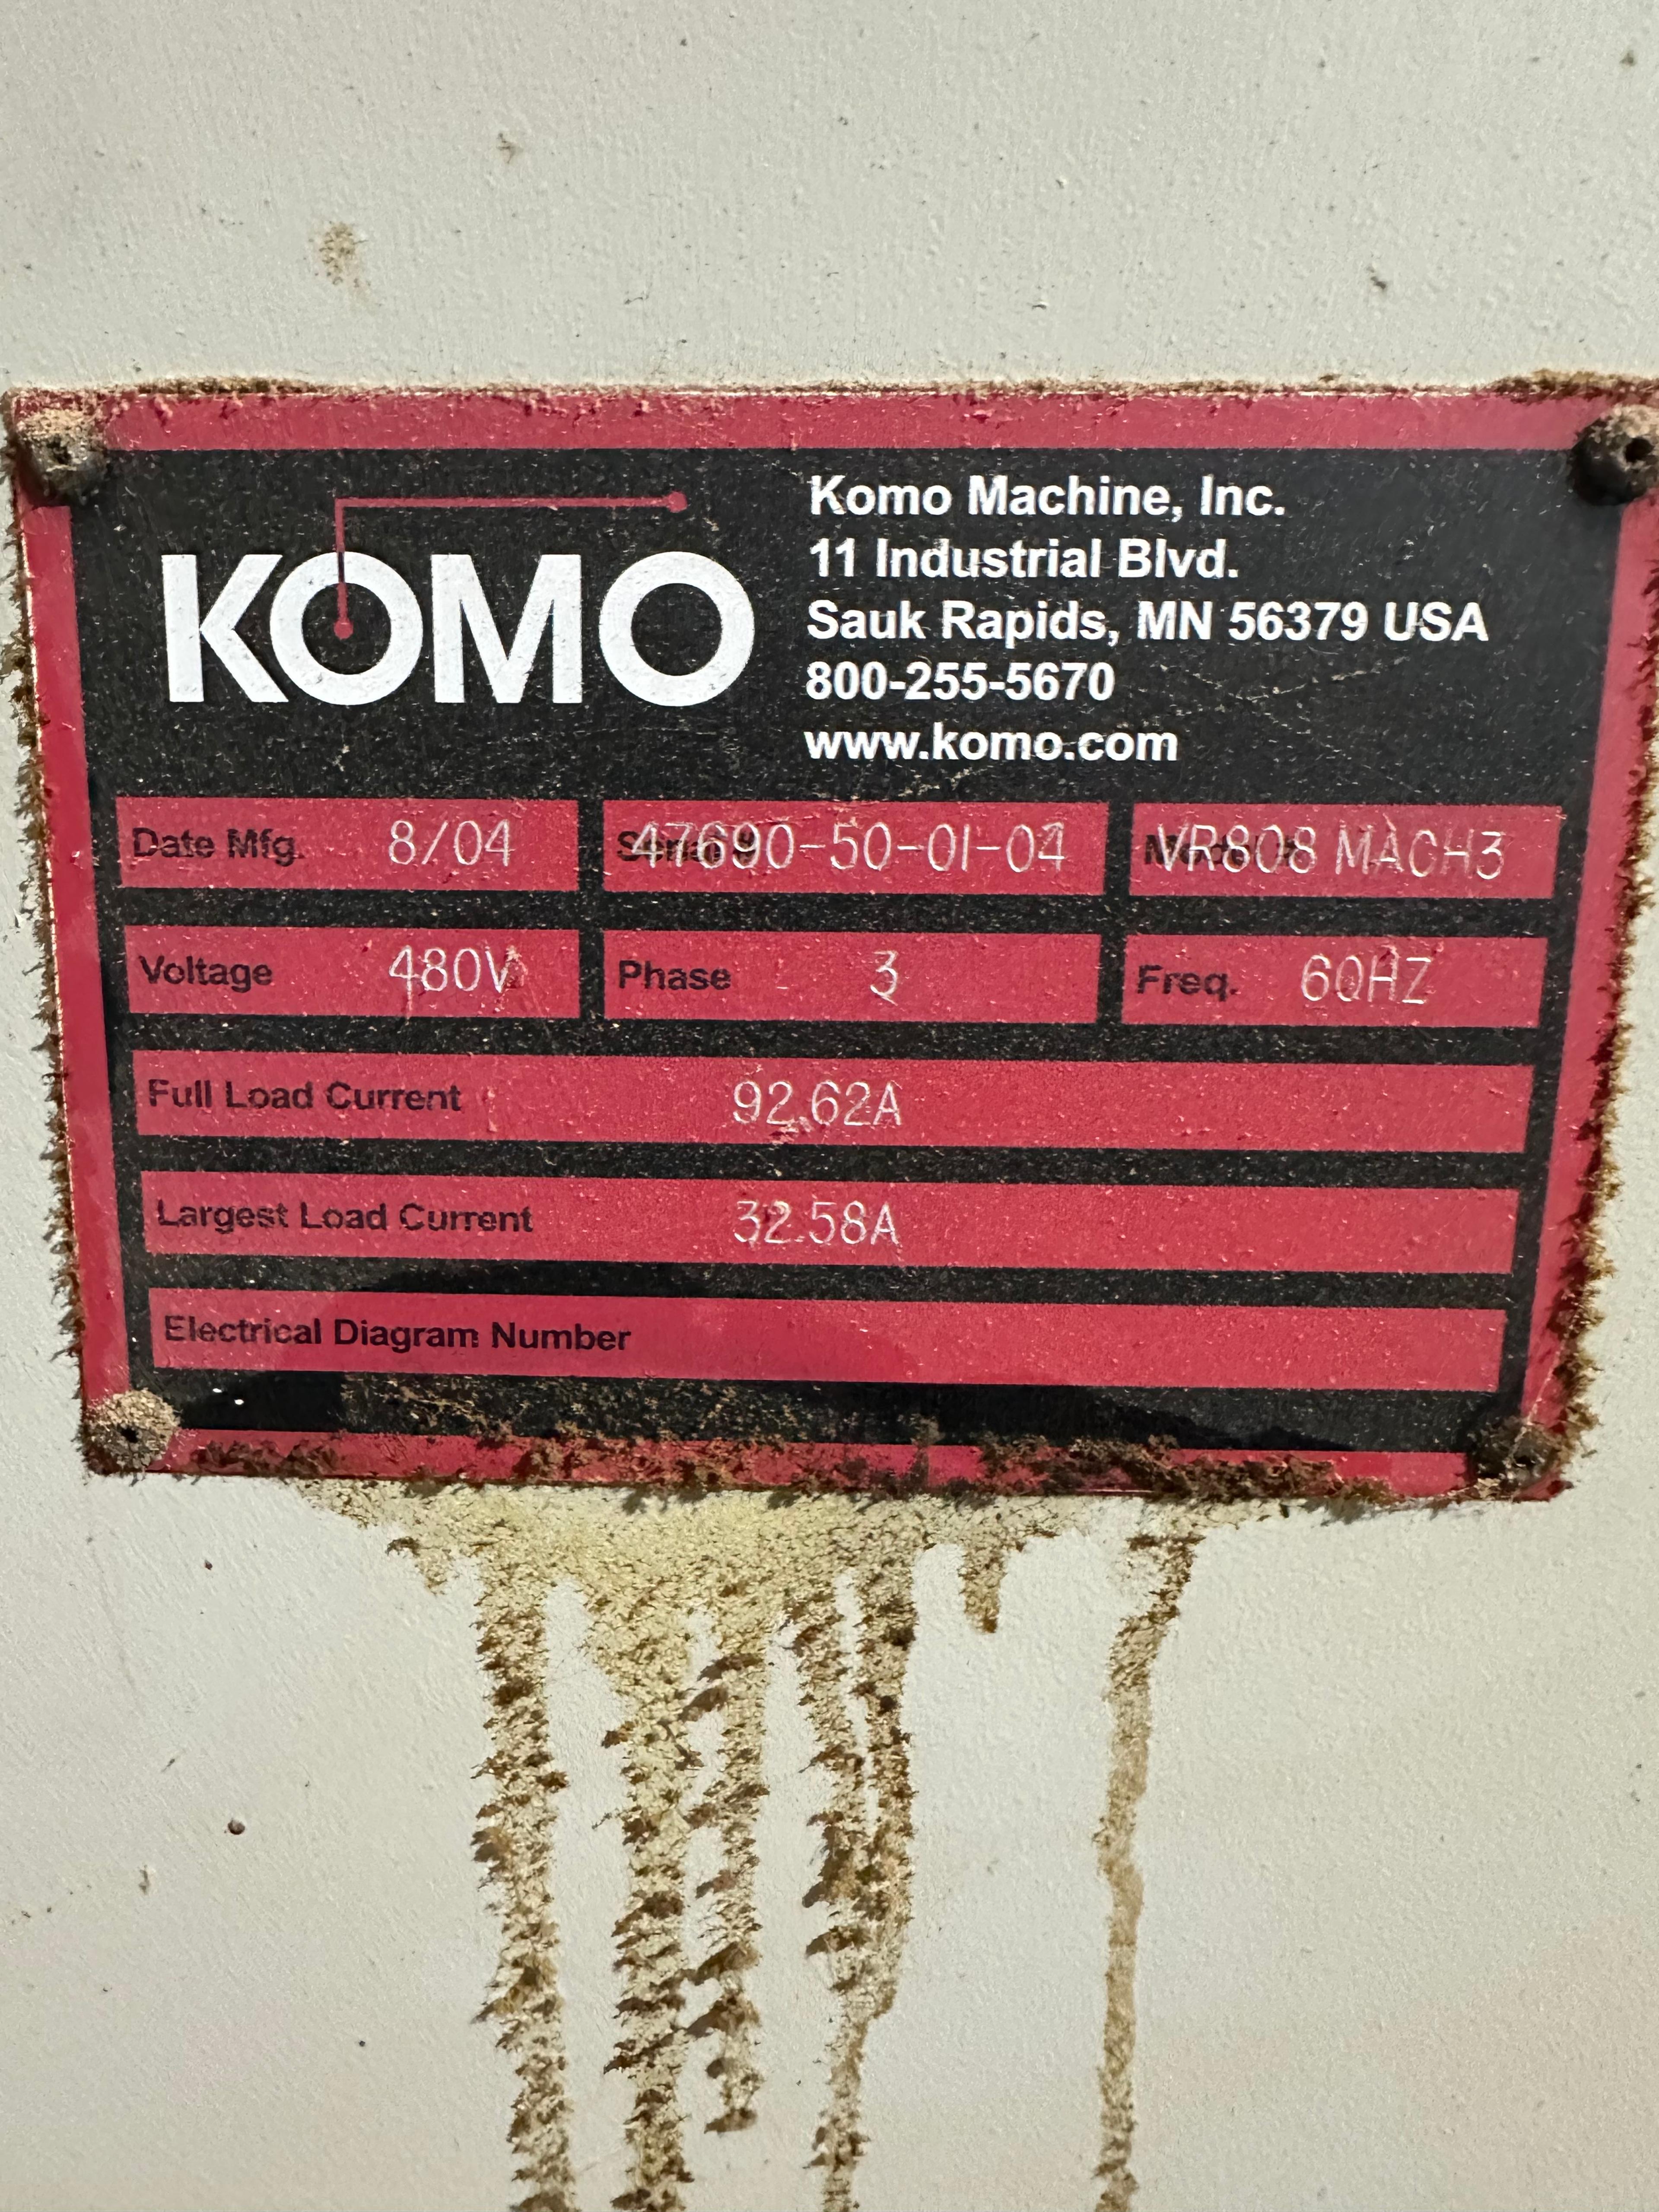 KOMO
Komo Machine, Inc.
11 Industrial Blvd.
Sauk Rapids, MN 56379 USA
800-255-5670
www.komo.com
Date Mfg. 8/04
Serial # 47690-50-01-04
Model # VR808 MACH3
Voltage 480V
Phase 3
Freq. 60HZ
Full Load Current 92.62A
Largest Load Current 32.58A
Electrical Diagram Number